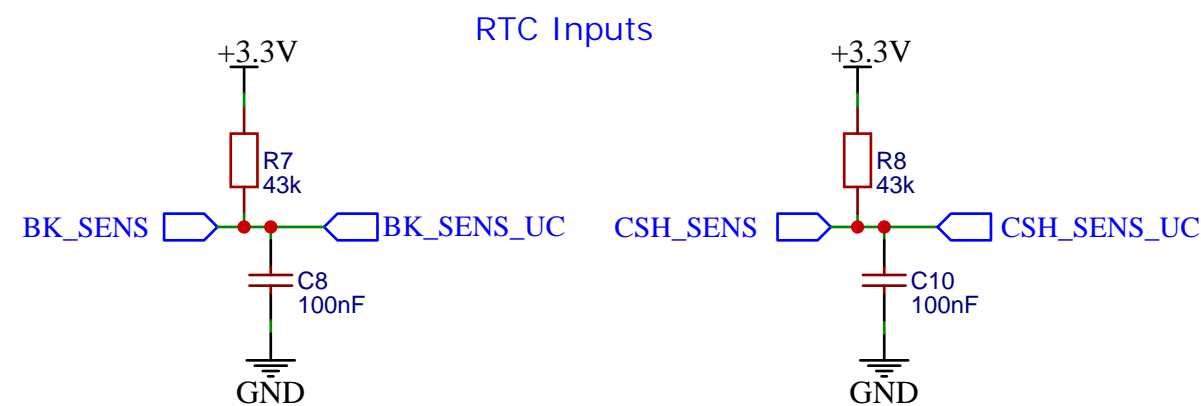 RTC Inputs
+3.3V
R7
43k
BK_SENS
BK_SENS_UC
C8
100nF
GND
+3.3V
R8
43k
CSH_SENS
CSH_SENS_UC
C10
100nF
GND